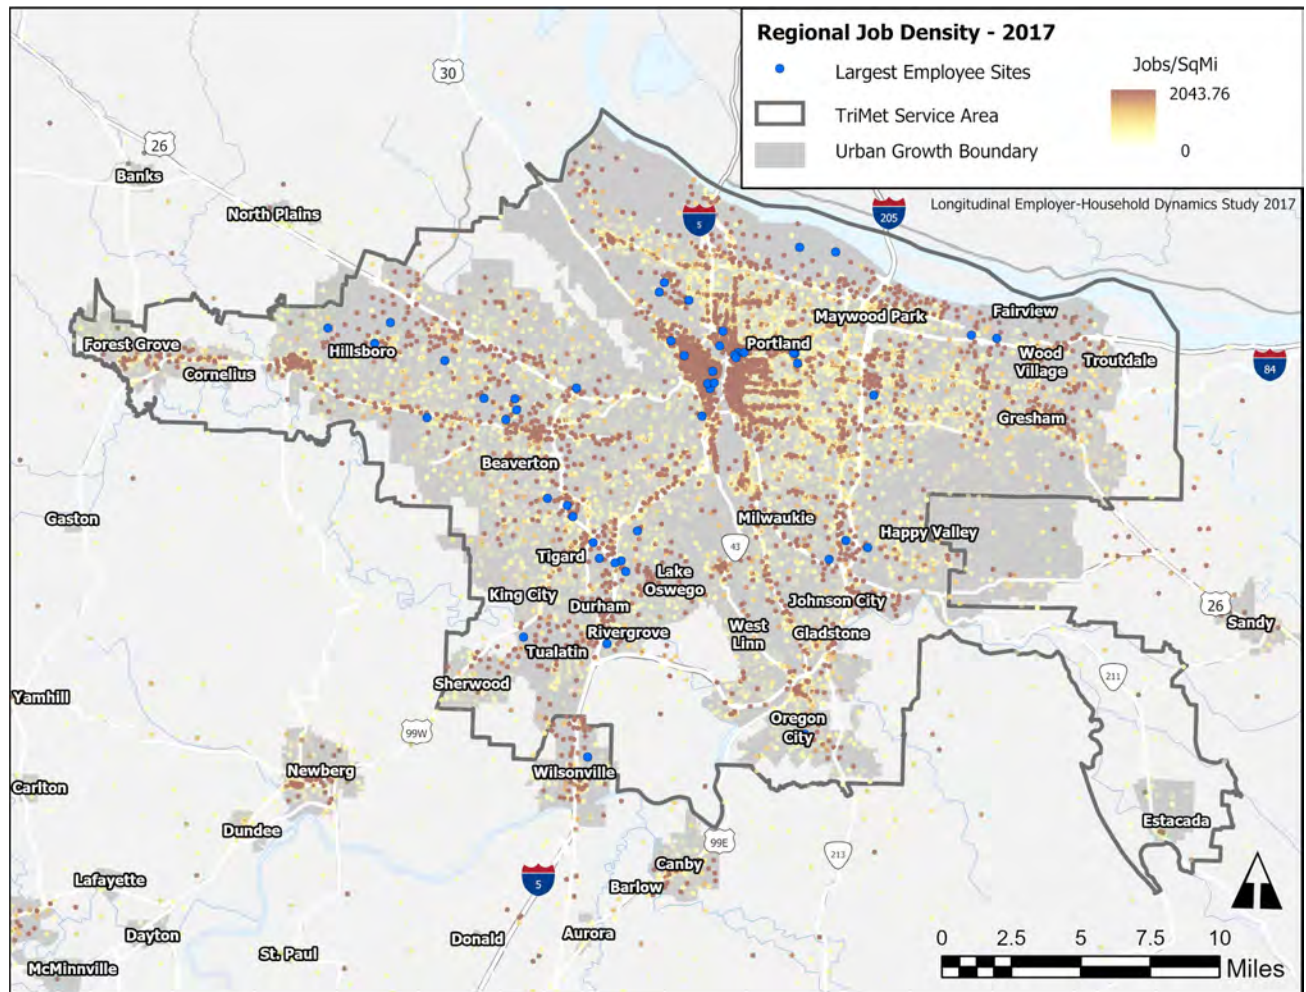 Regional Job Density - 2017
Largest Employee Sites
TriMet Service Area
Urban Growth Boundary
Jobs/SqMi
2043.76
0
Longitudinal Employer-Household Dynamics Study 2017
30
26
Banks
North Plains
5
205
Forest Grove
Cornelius
Hillsboro
Portland
Maywood Park
Fairview
Wood
Village
Troutdale
84
Gresham
Beaverton
Gaston
Milwaukie
43
Happy Valley
Tigard
Lake
Oswego
King City
Durham
Johnson City
26
Sandy
Rivergrove
West
Linn
Gladstone
Tualatin
Sherwood
211
Yamhill
99W
Oregon
City
Newberg
Wilsonville
Carlton
Dundee
Estacada
99E
213
Canby
5
Barlow
Lafayette
Dayton
Donald
Aurora
St. Paul
McMinnville
0 2.5 5 7.5 10
Miles